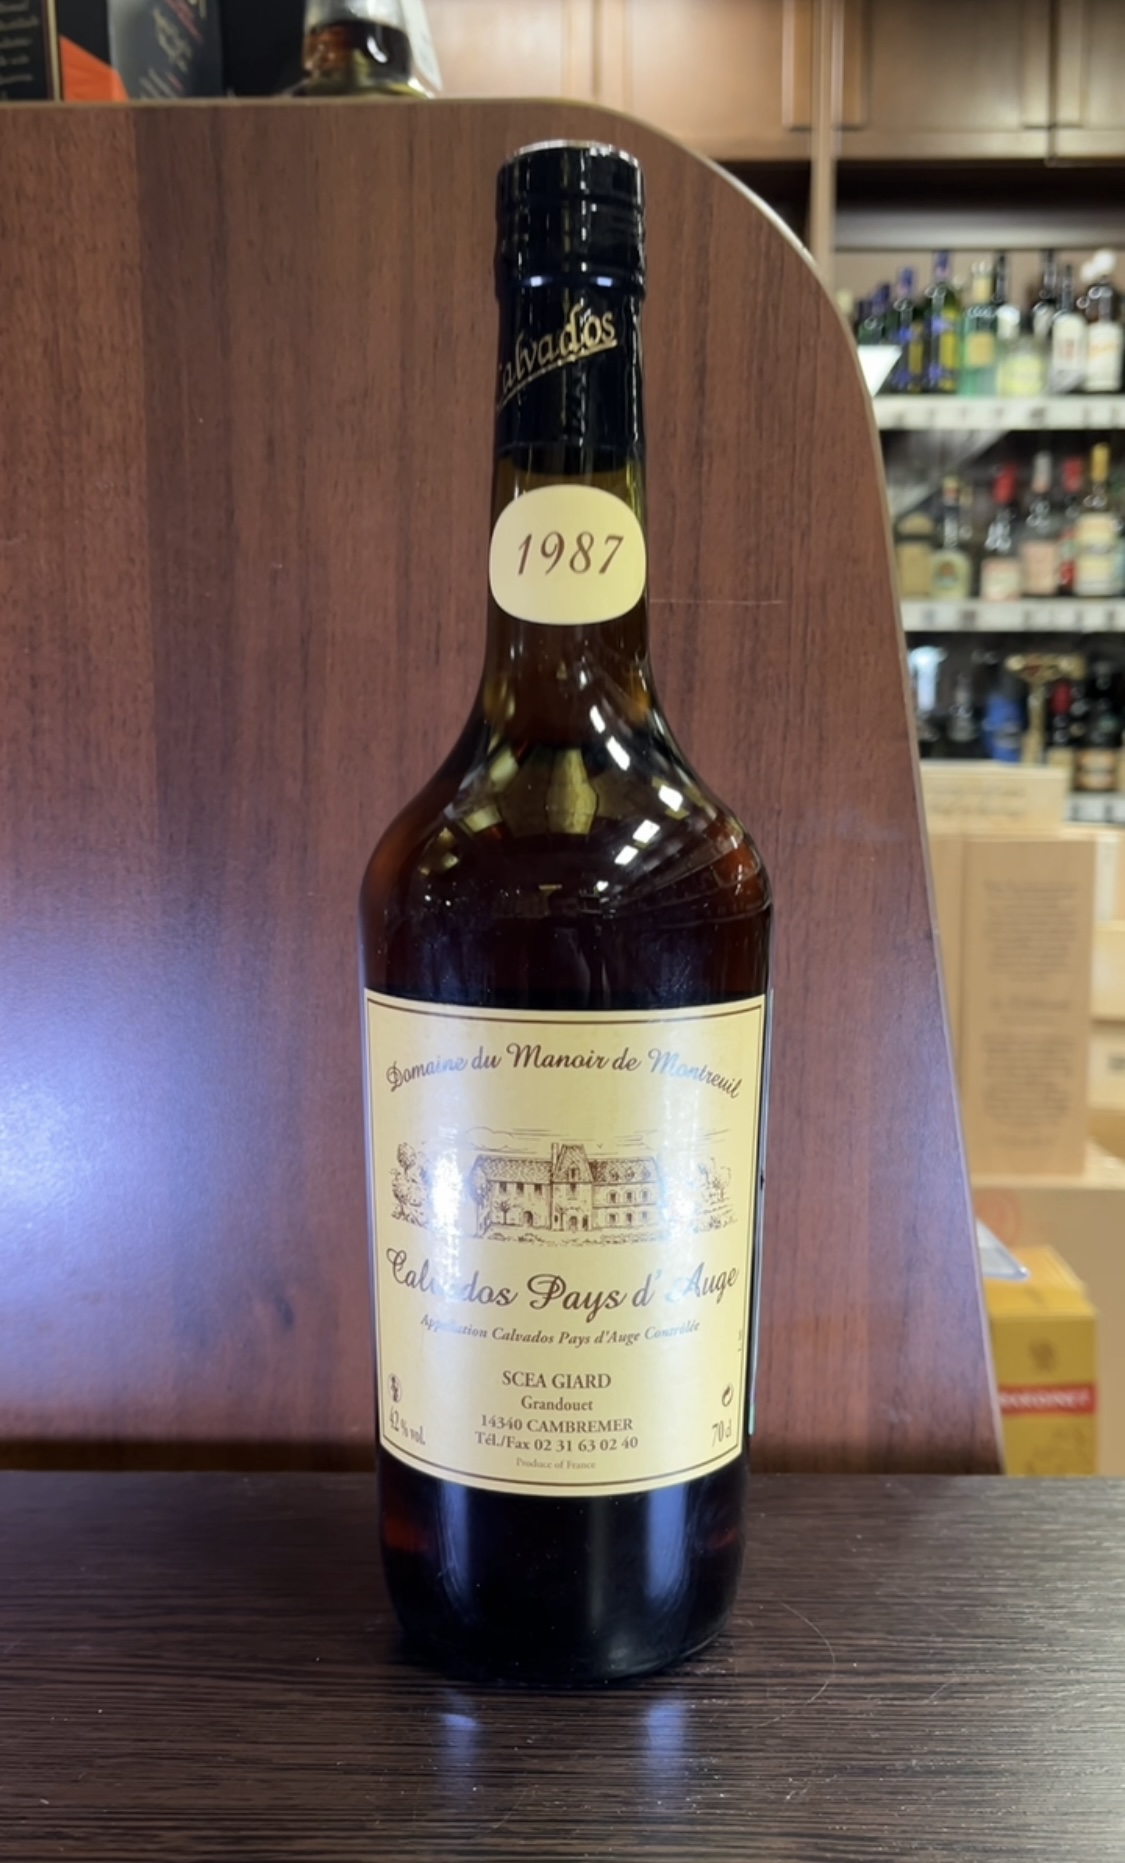 Calvados
1987
Domaine du Manoir de Montreuil
Calvados Pays d'Auge
Appellation Calvados Pays d'Auge Contrôlée
SCEA GIARD
Grandouet
14340 CAMBREMER
Tél./Fax 02 31 63 02 40
42 % vol.
70 cl
Produce of France